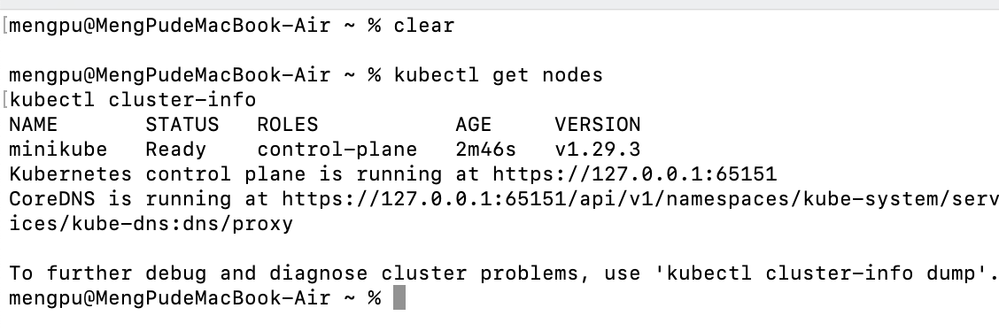 mengpu@MengPudeMacBook-Air ~ % clear
mengpu@MengPudeMacBook-Air ~ % kubectl get nodes
kubectl cluster-info
NAME       STATUS   ROLES           AGE     VERSION
minikube   Ready    control-plane   2m46s   v1.29.3
Kubernetes control plane is running at https://127.0.0.1:65151
CoreDNS is running at https://127.0.0.1:65151/api/v1/namespaces/kube-system/serv
ices/kube-dns:dns/proxy
To further debug and diagnose cluster problems, use 'kubectl cluster-info dump'.
mengpu@MengPudeMacBook-Air ~ %